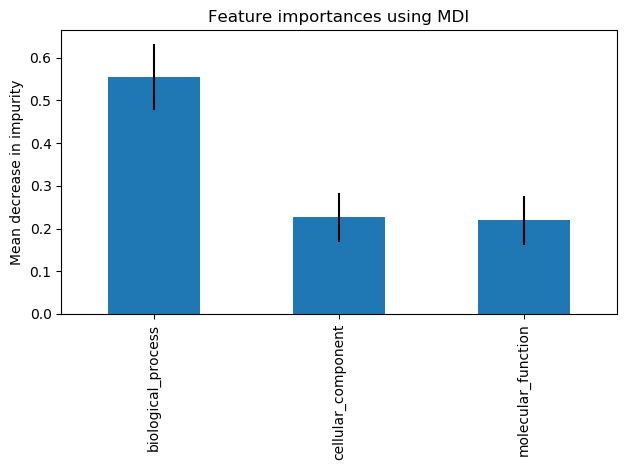 Feature importances using MDI
Mean decrease in impurity
0.6
0.5
0.4
0.3
0.2
0.1
0.0
biological_process
cellular_component
molecular_function